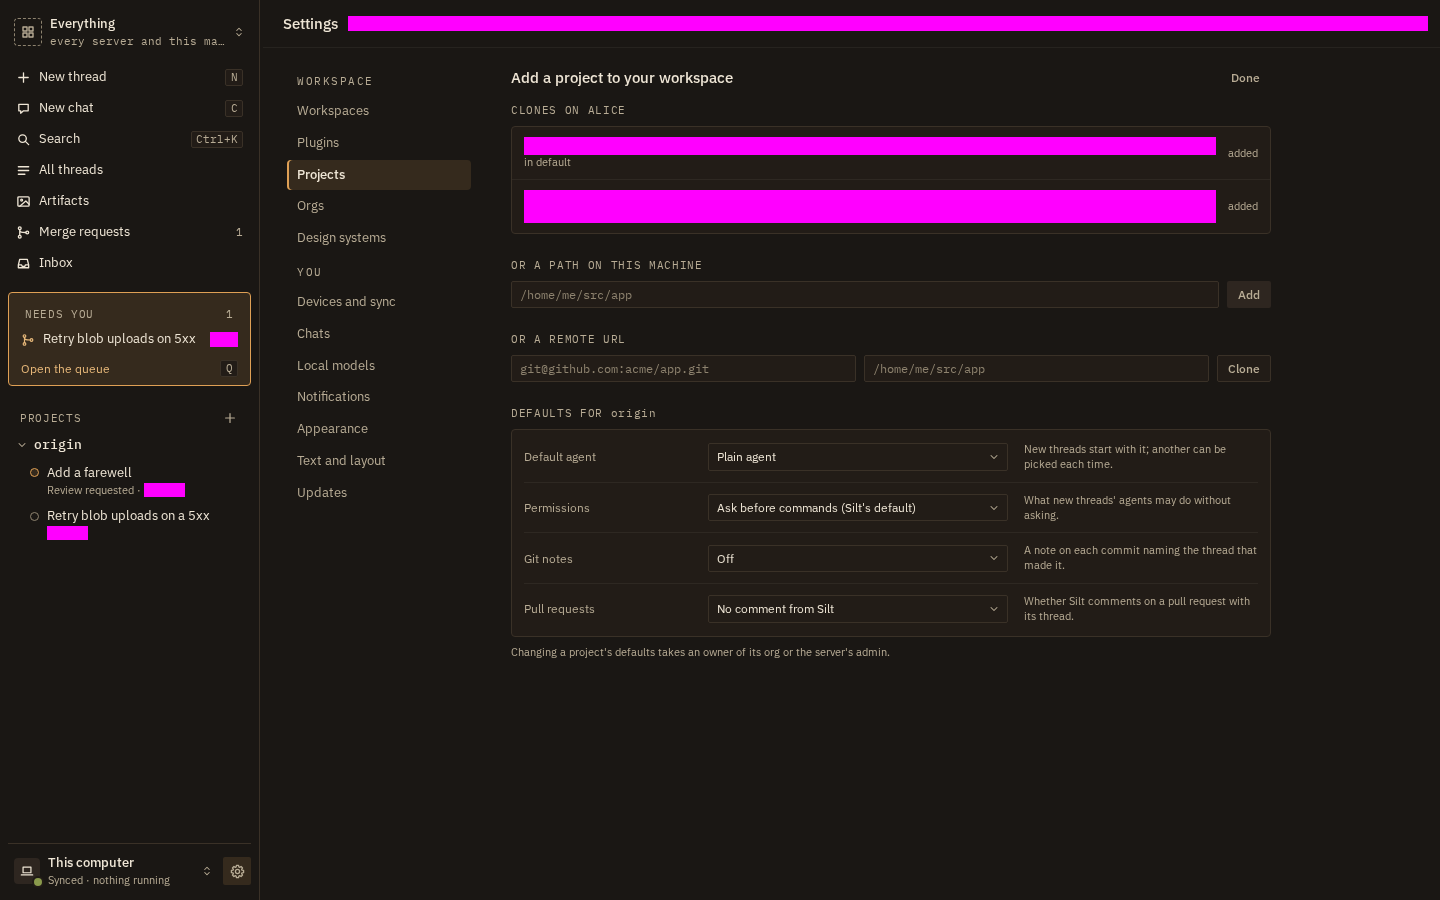 Everything
every server and this ma…
New thread N
New chat C
Search Ctrl+K
All threads
Artifacts
Merge requests 1
Inbox
NEEDS YOU 1
Retry blob uploads on 5xx
Open the queue Q
PROJECTS
origin
Add a farewell
Review requested ·
Retry blob uploads on a 5xx
This computer
Synced · nothing running
Settings
WORKSPACE
Workspaces
Plugins
Projects
Orgs
Design systems
YOU
Devices and sync
Chats
Local models
Notifications
Appearance
Text and layout
Updates
Add a project to your workspace Done
CLONES ON ALICE
in default
added
added
OR A PATH ON THIS MACHINE
/home/me/src/app Add
OR A REMOTE URL
git@github.com:acme/app.git /home/me/src/app Clone
DEFAULTS FOR origin
Default agent Plain agent
New threads start with it; another can be
picked each time.
Permissions Ask before commands (Silt's default)
What new threads' agents may do without
asking.
Git notes Off
A note on each commit naming the thread that
made it.
Pull requests No comment from Silt
Whether Silt comments on a pull request with
its thread.
Changing a project's defaults takes an owner of its org or the server's admin.